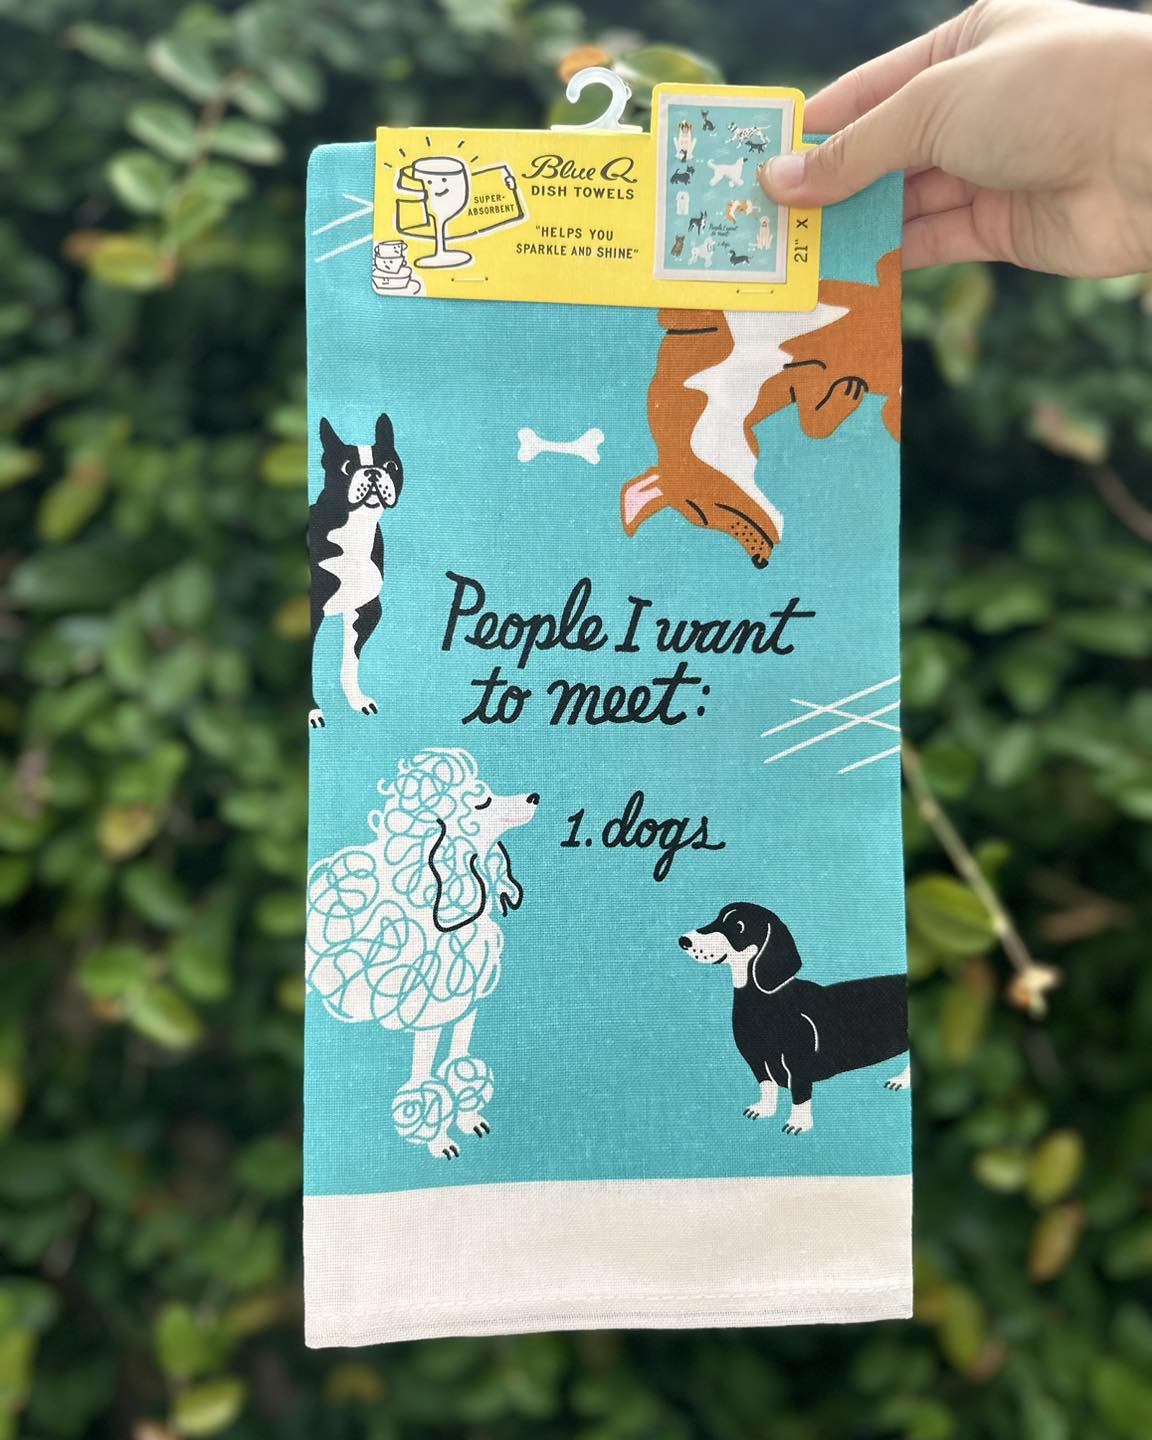 Blue Q
DISH TOWELS
SUPER-
ABSORBENT
"HELPS YOU
SPARKLE AND SHINE"
21" X
People I want
to meet:
1. dogs